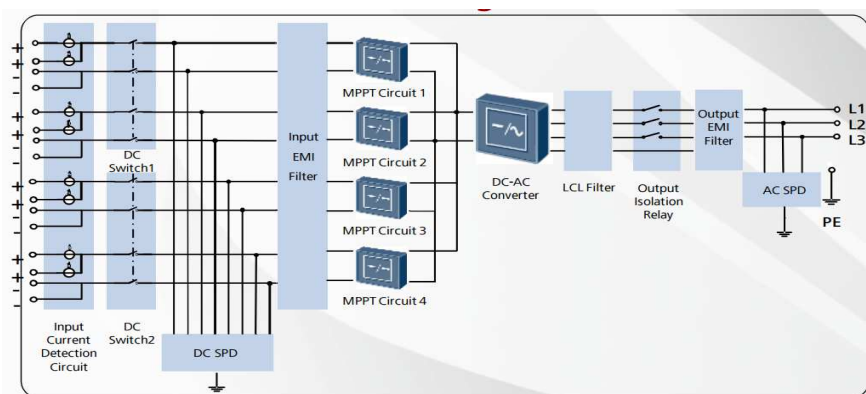 +
+
-
-
+
+
-
-
+
+
-
-
+
+
-
-
Input
Current
Detection
Circuit
DC
Switch1
DC
Switch2
DC SPD
Input
EMI
Filter
MPPT Circuit 1
MPPT Circuit 2
MPPT Circuit 3
MPPT Circuit 4
DC-AC
Converter
LCL Filter
Output
Isolation
Relay
Output
EMI
Filter
AC SPD
L1
L2
L3
PE